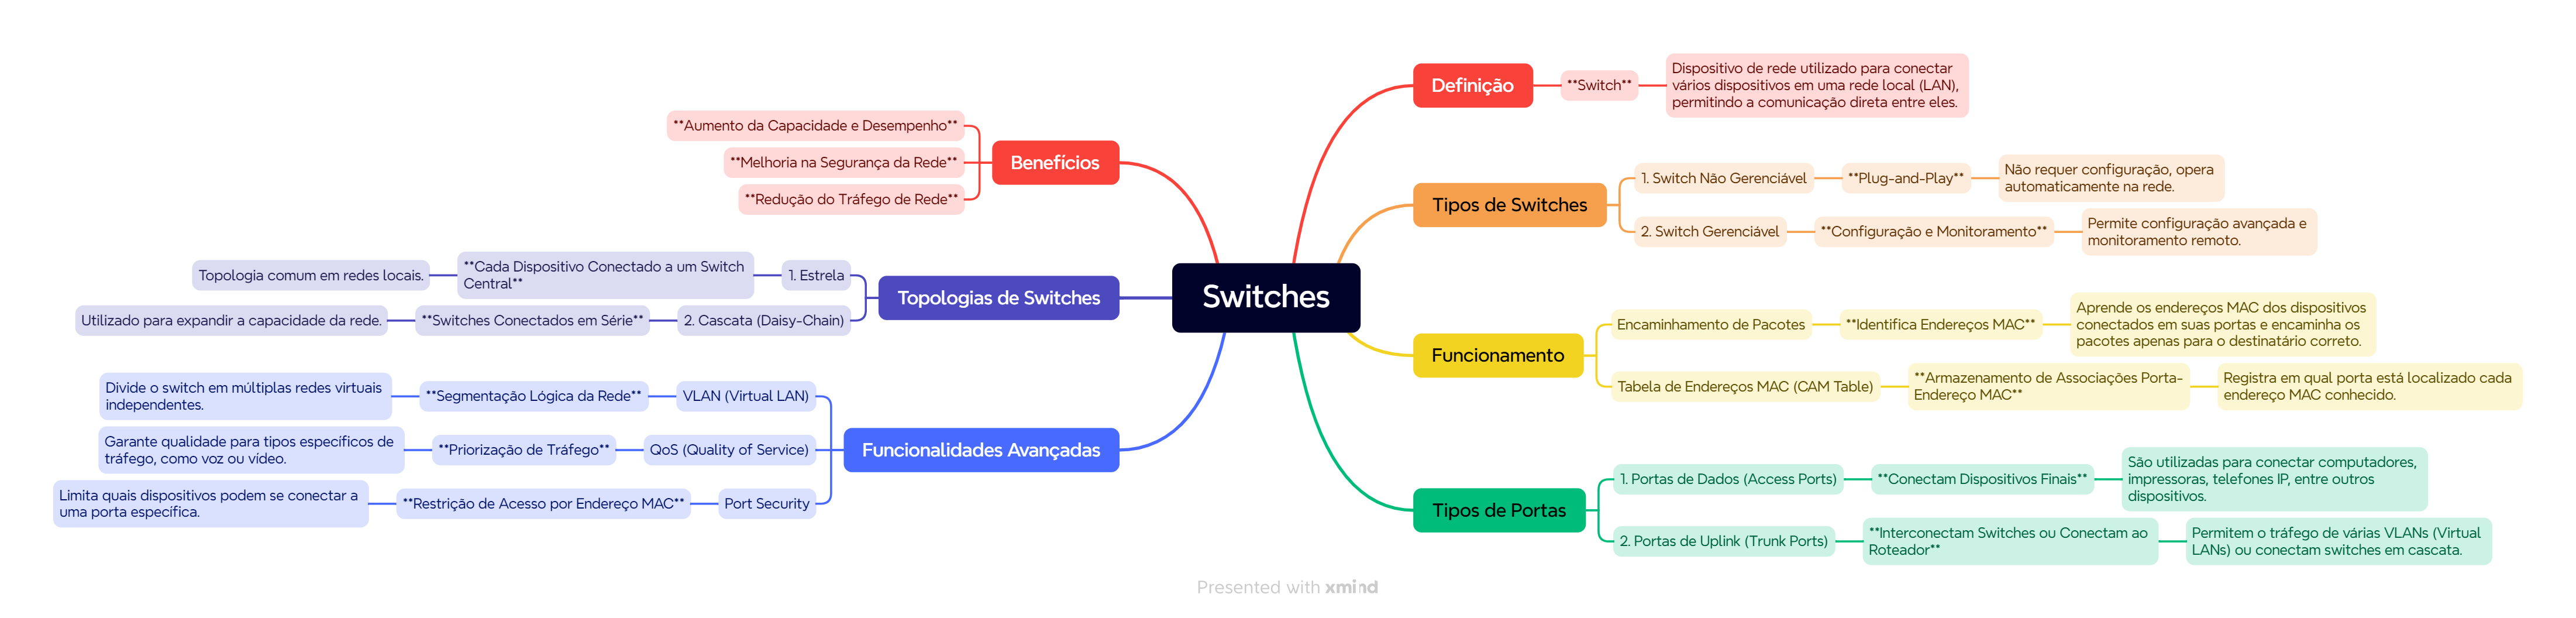 Switches
Definição
**Switch**
Dispositivo de rede utilizado para conectar
vários dispositivos em uma rede local (LAN),
permitindo a comunicação direta entre eles.
Tipos de Switches
1. Switch Não Gerenciável
**Plug-and-Play**
Não requer configuração, opera
automaticamente na rede.
2. Switch Gerenciável
**Configuração e Monitoramento**
Permite configuração avançada e
monitoramento remoto.
Funcionamento
Encaminhamento de Pacotes
**Identifica Endereços MAC**
Aprende os endereços MAC dos dispositivos
conectados em suas portas e encaminha os
pacotes apenas para o destinatário correto.
Tabela de Endereços MAC (CAM Table)
**Armazenamento de Associações Porta-
Endereço MAC**
Registra em qual porta está localizado cada
endereço MAC conhecido.
Tipos de Portas
1. Portas de Dados (Access Ports)
**Conectam Dispositivos Finais**
São utilizadas para conectar computadores,
impressoras, telefones IP, entre outros
dispositivos.
2. Portas de Uplink (Trunk Ports)
**Interconectam Switches ou Conectam ao
Roteador**
Permitem o tráfego de várias VLANs (Virtual
LANs) ou conectam switches em cascata.
Benefícios
**Aumento da Capacidade e Desempenho**
**Melhoria na Segurança da Rede**
**Redução do Tráfego de Rede**
Topologias de Switches
1. Estrela
**Cada Dispositivo Conectado a um Switch
Central**
Topologia comum em redes locais.
2. Cascata (Daisy-Chain)
**Switches Conectados em Série**
Utilizado para expandir a capacidade da rede.
Funcionalidades Avançadas
VLAN (Virtual LAN)
**Segmentação Lógica da Rede**
Divide o switch em múltiplas redes virtuais
independentes.
QoS (Quality of Service)
**Priorização de Tráfego**
Garante qualidade para tipos específicos de
tráfego, como voz ou vídeo.
Port Security
**Restrição de Acesso por Endereço MAC**
Limita quais dispositivos podem se conectar a
uma porta específica.
Presented with xmind